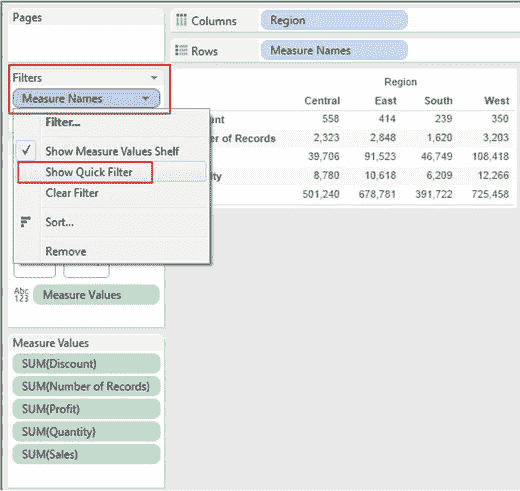 Pages
Columns Region
Rows Measure Names
Filters
Measure Names
Filter...
Show Measure Values Shelf
Show Quick Filter
Clear Filter
Sort...
Remove
Region
Central East South West
558 414 239 350
of Records 2,323 2,848 1,620 3,203
39,706 91,523 46,749 108,418
8,780 10,618 6,209 12,266
501,240 678,781 391,722 725,458
Abc
123
Measure Values
Measure Values
SUM(Discount)
SUM(Number of Records)
SUM(Profit)
SUM(Quantity)
SUM(Sales)